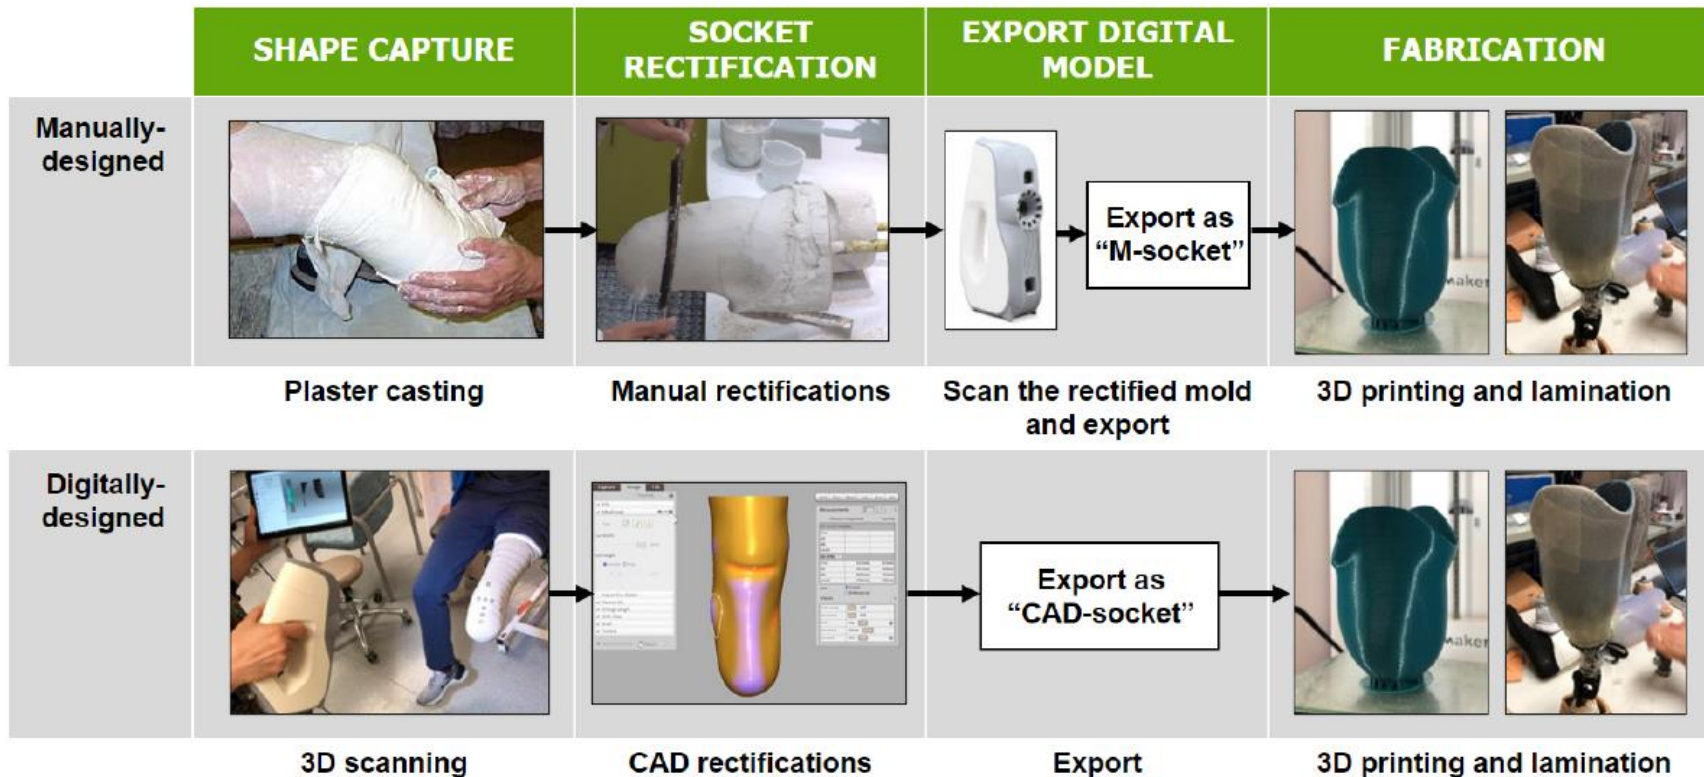 SHAPE CAPTURE
SOCKET
RECTIFICATION
EXPORT DIGITAL
MODEL
FABRICATION
Manually-
designed
Export as
“M-socket”
maker
Plaster casting
Manual rectifications
Scan the rectified mold
and export
3D printing and lamination
Digitally-
designed
Export as
“CAD-socket”
maker
3D scanning
CAD rectifications
Export
3D printing and lamination